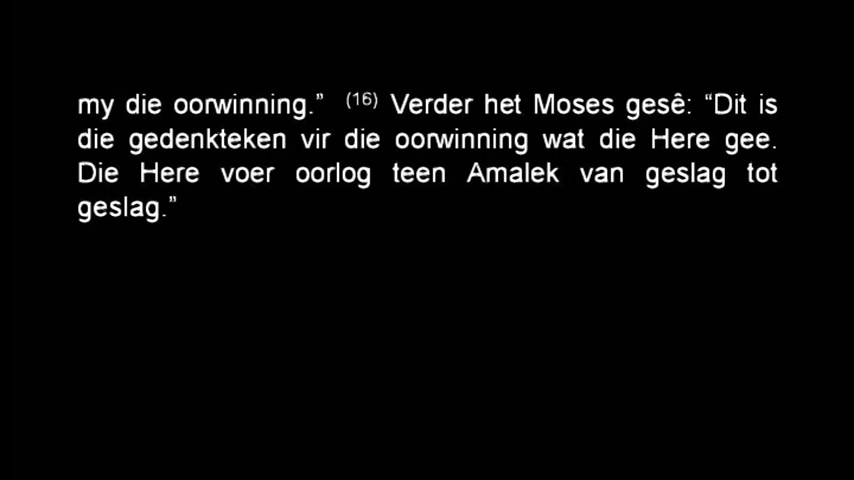 my die oorwinning.” (16) Verder het Moses gesê: “Dit is
die gedenkteken vir die oorwinning wat die Here gee.
Die Here voer oorlog teen Amalek van geslag tot
geslag.”